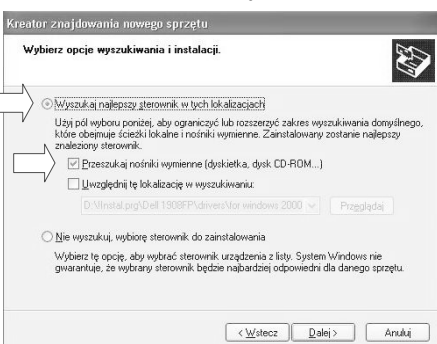 Kreator znajdowania nowego sprzętu
Wybierz opcje wyszukiwania i instalacji.
Wyszukaj najlepszy sterownik w tych lokalizacjach
Użyj pól wyboru poniżej, aby ograniczyć lub rozszerzyć zakres wyszukiwania domyślnego,
które obejmuje ścieżki lokalne i nośniki wymienne. Zainstalowany zostanie najlepszy
znaleziony sterownik.
Przeszukaj nośniki wymienne (dyskietka, dysk CD-ROM...)
Uwzględnij tę lokalizację w wyszukiwaniu:
D:\!Instal.prg\Dell 1908FP\drivers\for windows 2000
Przeglądaj
Nie wyszukuj, wybiorę sterownik do zainstalowania
Wybierz tę opcję, aby wybrać sterownik urządzenia z listy. System Windows nie
gwarantuje, że wybrany sterownik będzie najbardziej odpowiedni dla danego sprzętu.
< Wstecz
Dalej >
Anuluj